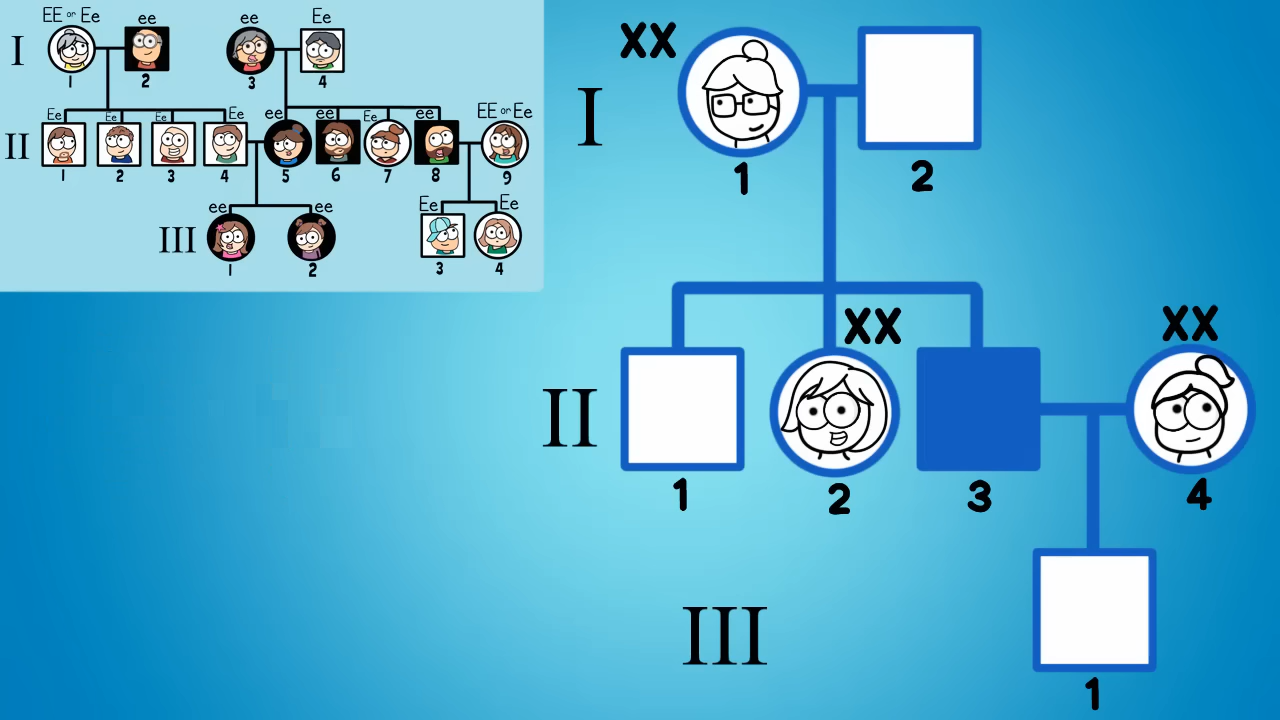 EE or Ee ee ee Ee
I
1 2 3 4
Ee Ee Ee Ee ee ee Ee ee EE or Ee
II
1 2 3 4 5 6 7 8 9
ee ee Ee Ee
III
1 2 3 4
XX
I
1 2
XX XX
II
1 2 3 4
III
1